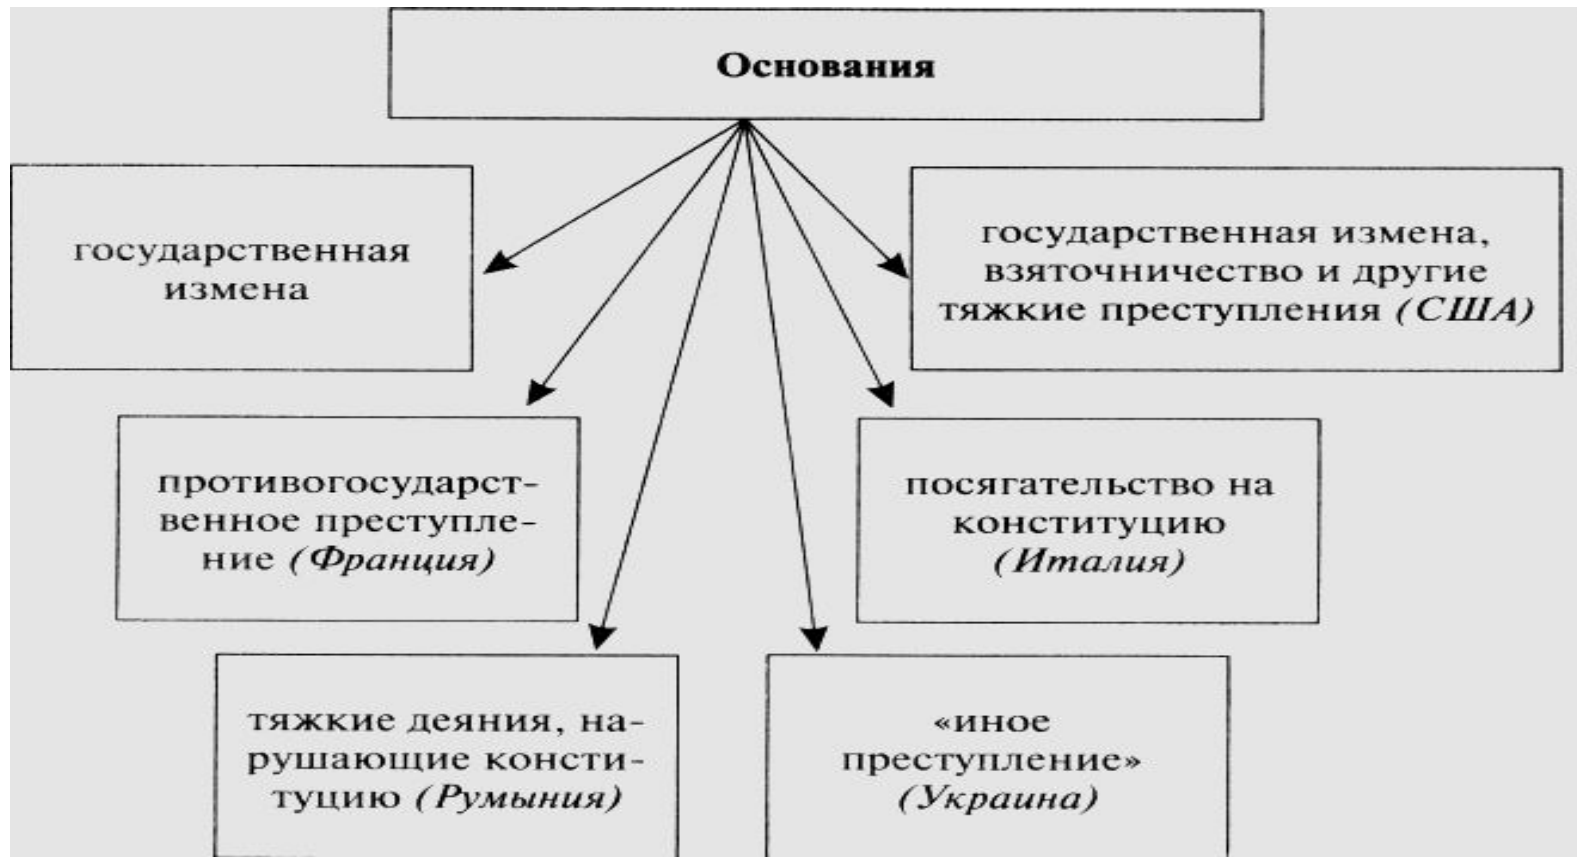 Основания
государственная
измена
государственная измена,
взяточничество и другие
тяжкие преступления (США)
противогосударст-
венное преступле-
ние (Франция)
посягательство на
конституцию
(Италия)
тяжкие деяния, на-
рушающие консти-
туцию (Румыния)
«иное
преступление»
(Украина)